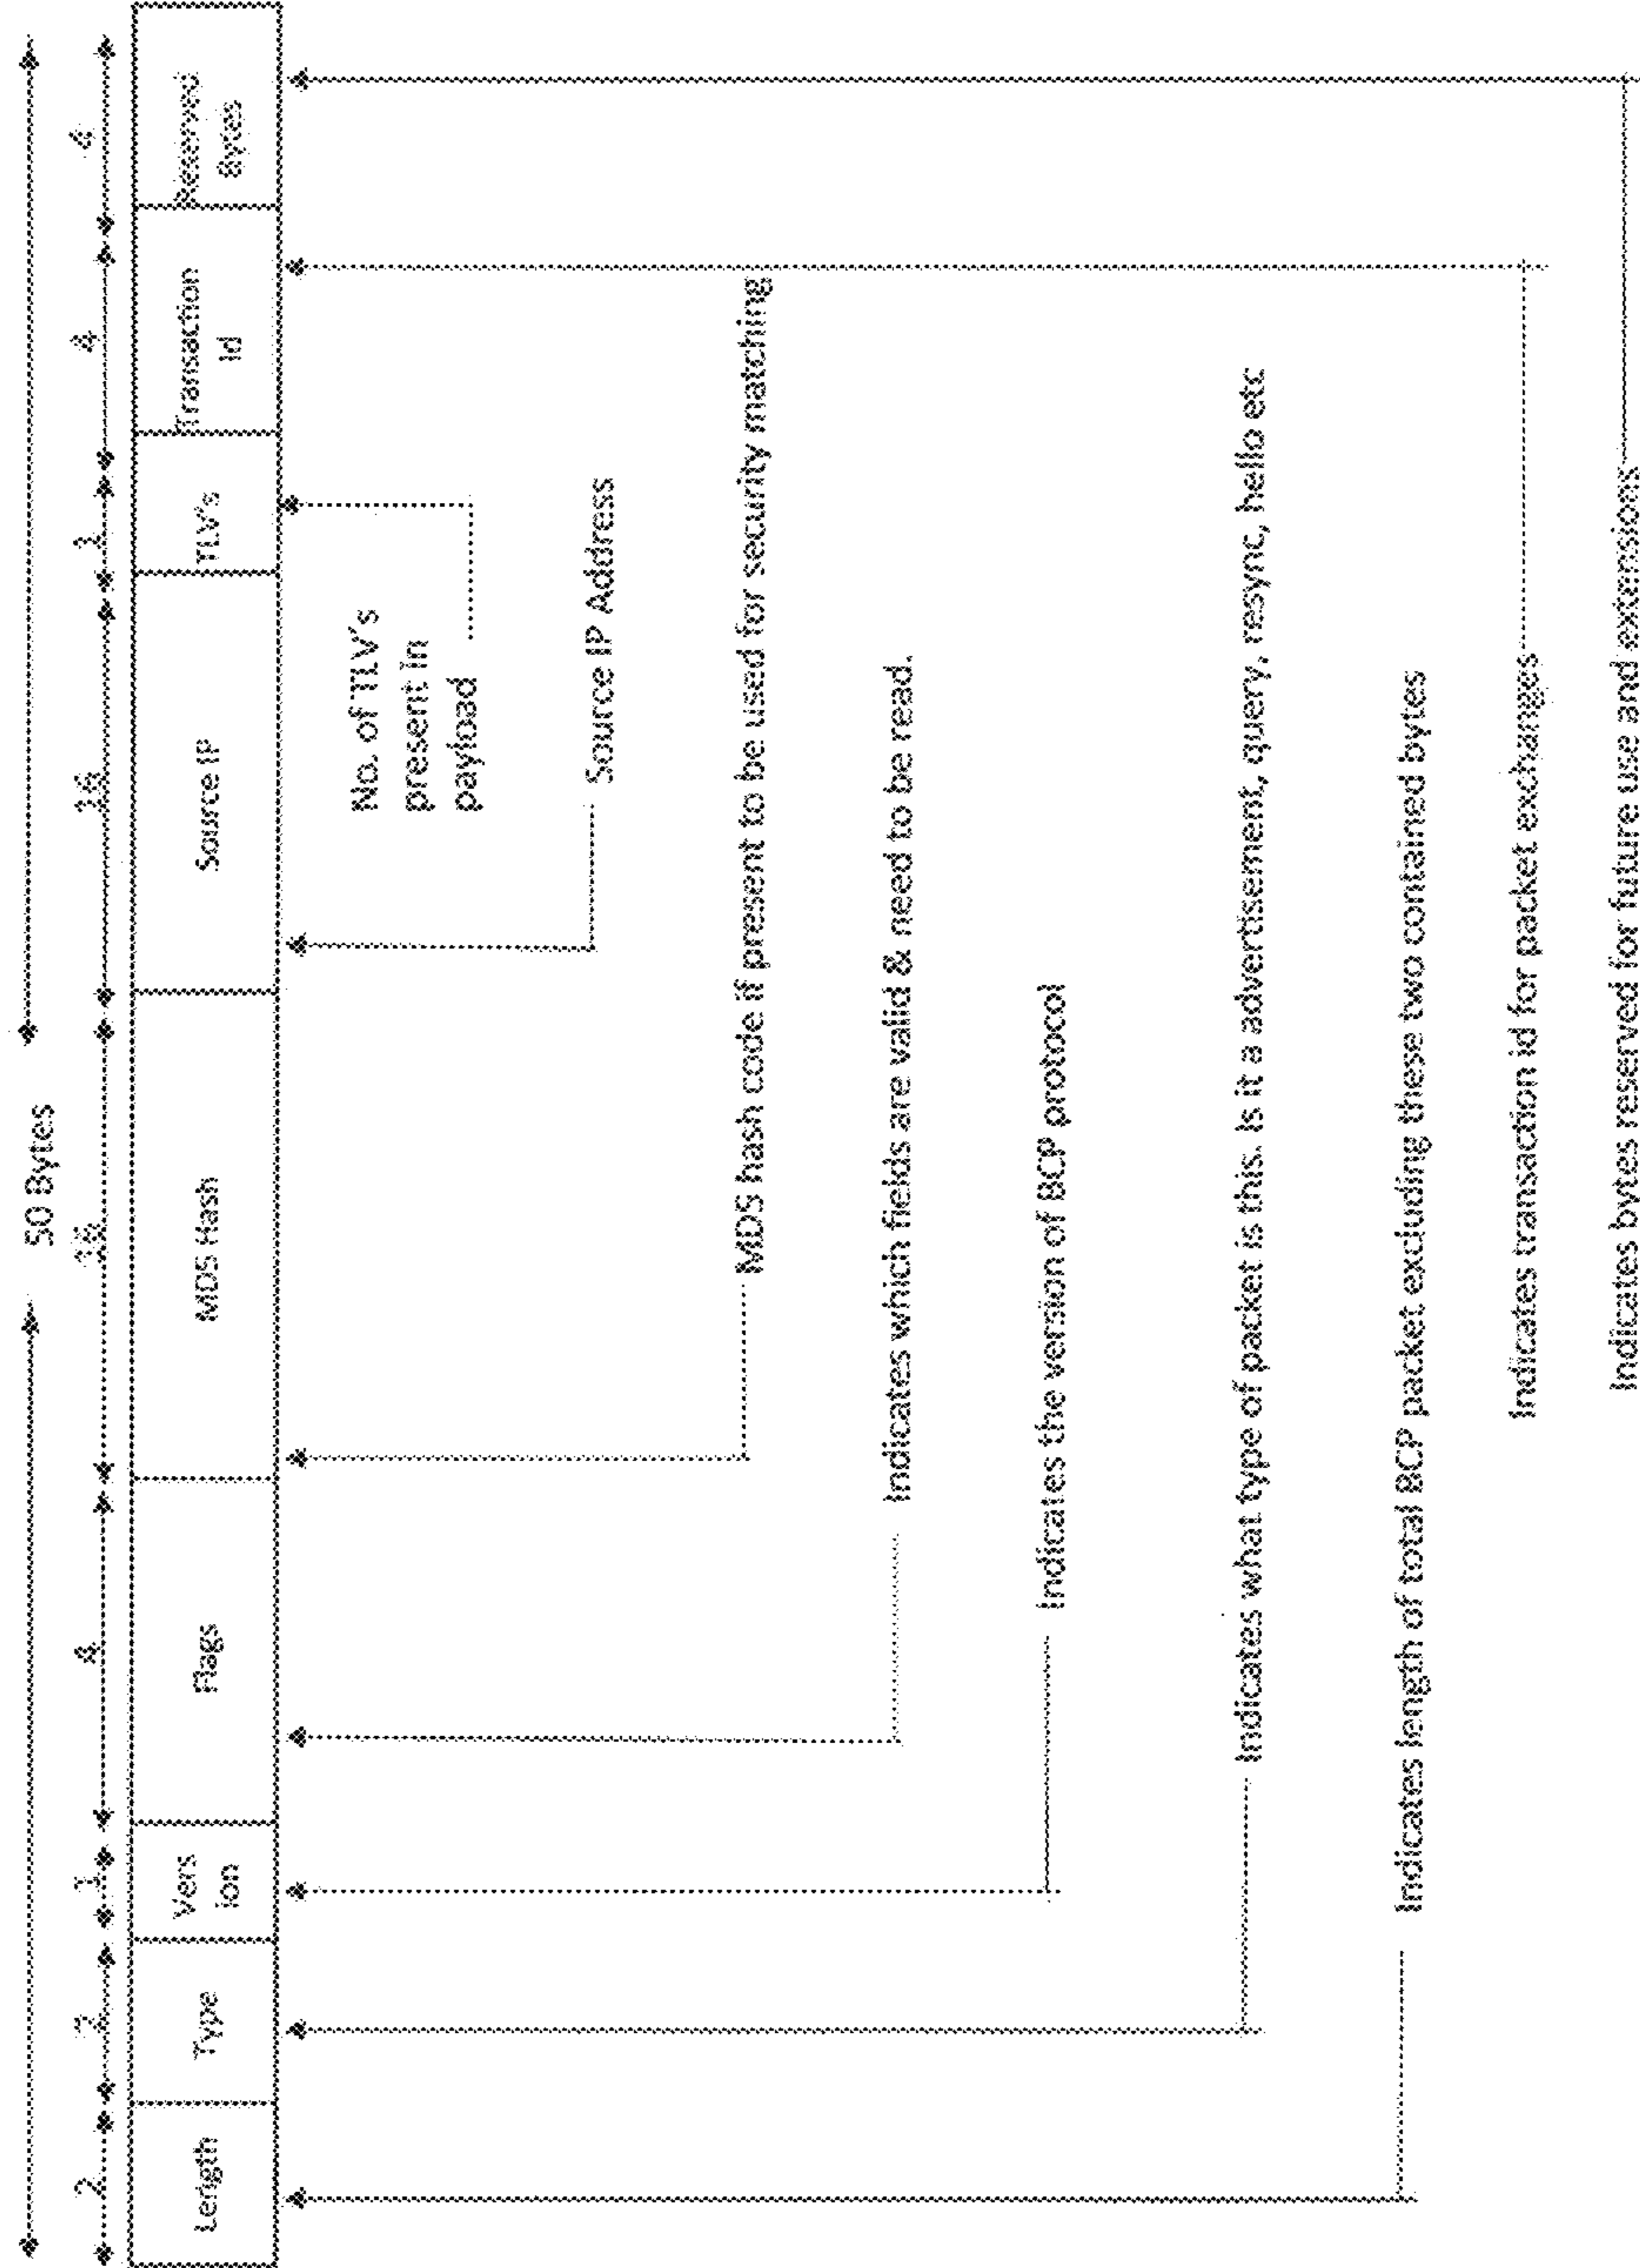 50 Bytes
2
2
1
4
16
16
1
4
4
Length
Type
Vers
ion
Flags
MD5 Hash
Source IP
TLV's
Transaction
Id
Reserved
Bytes
No. of TLV's
present in
payload
Source IP Address
MD5 hash code if present to be used for security matching
Indicates which fields are valid & need to be read.
Indicates the version of BCP protocol
Indicates what type of packet is this. Is it a advertisement, query, resync, hello etc
Indicates length of total BCP packet excluding these two contained bytes
Indicates transaction id for packet exchanges
Indicates bytes reserved for future use and extensions